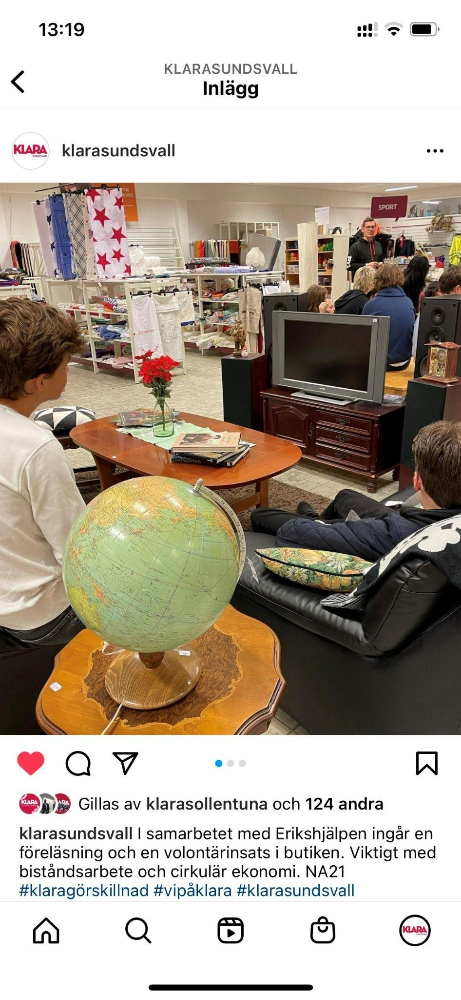 13:19
KLARASUNDSVALL
Inlägg
KLARA
SUNDSVALL
klarasundsvall
SPORT
DIAMANTER
Gillas av klarasollentuna och 124 andra
klarasundsvall I samarbetet med Erikshjälpen ingår en
föreläsning och en volontärinsats i butiken. Viktigt med
biståndsarbete och cirkulär ekonomi. NA21
#klaragörskillnad #vipåklara #klarasundsvall
KLARA
SUNDSVALL